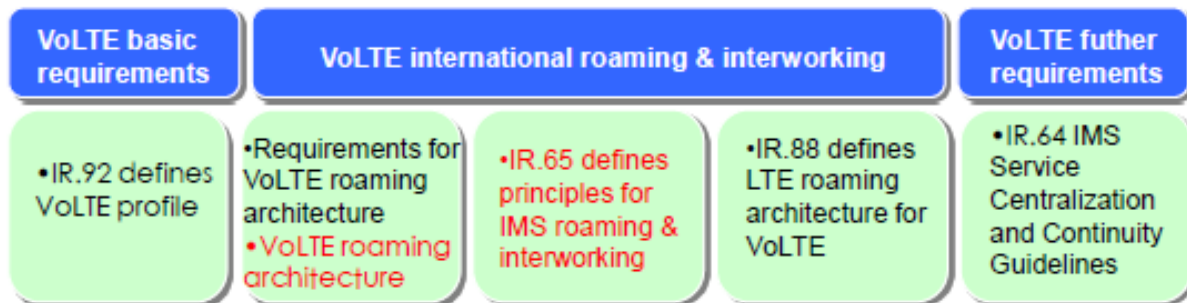 VoLTE basic
requirements
VoLTE international roaming & interworking
VoLTE futher
requirements
•IR.92 defines
VoLTE profile
•Requirements for
VoLTE roaming
architecture
•VoLTE roaming
architecture
•IR.65 defines
principles for
IMS roaming &
interworking
•IR.88 defines
LTE roaming
architecture for
VoLTE
•IR.64 IMS
Service
Centralization
and Continuity
Guidelines